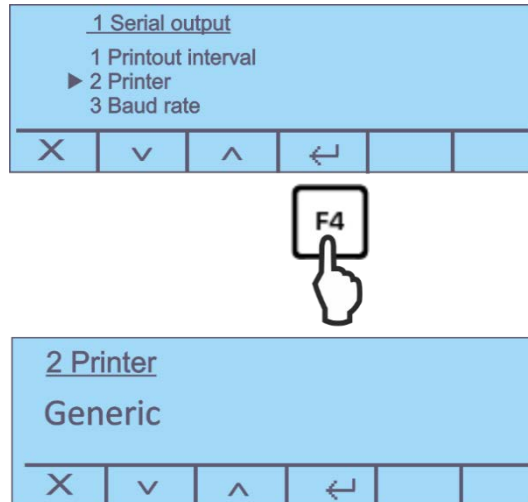 1 Serial output
1 Printout interval
▶ 2 Printer
3 Baud rate
X ∨ ∧ ↵
F4
2 Printer
Generic
X ∨ ∧ ↵